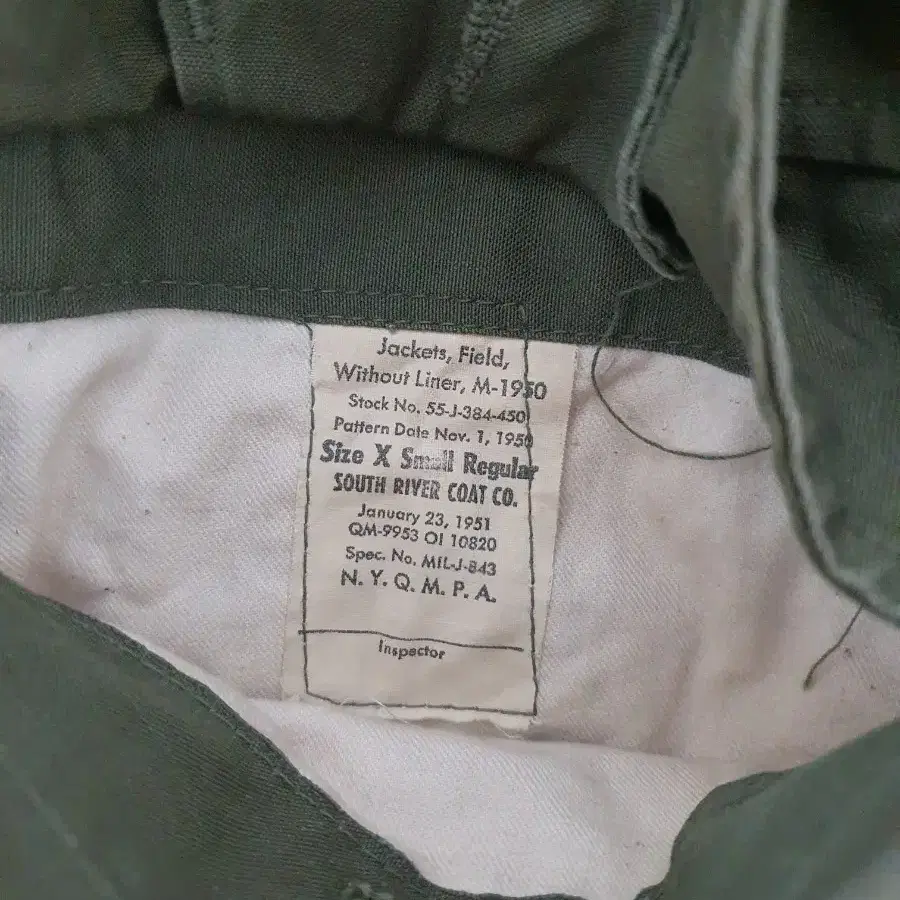 Jackets, Field,
Without Liner, M-1950
Stock No. 55-J-384-450
Pattern Date Nov. 1, 1950
Size X Small Regular
SOUTH RIVER COAT CO.
January 23, 1951
QM-9953 OI 10820
Spec. No. MIL-J-843
N. Y. Q. M. P. A.
Inspector